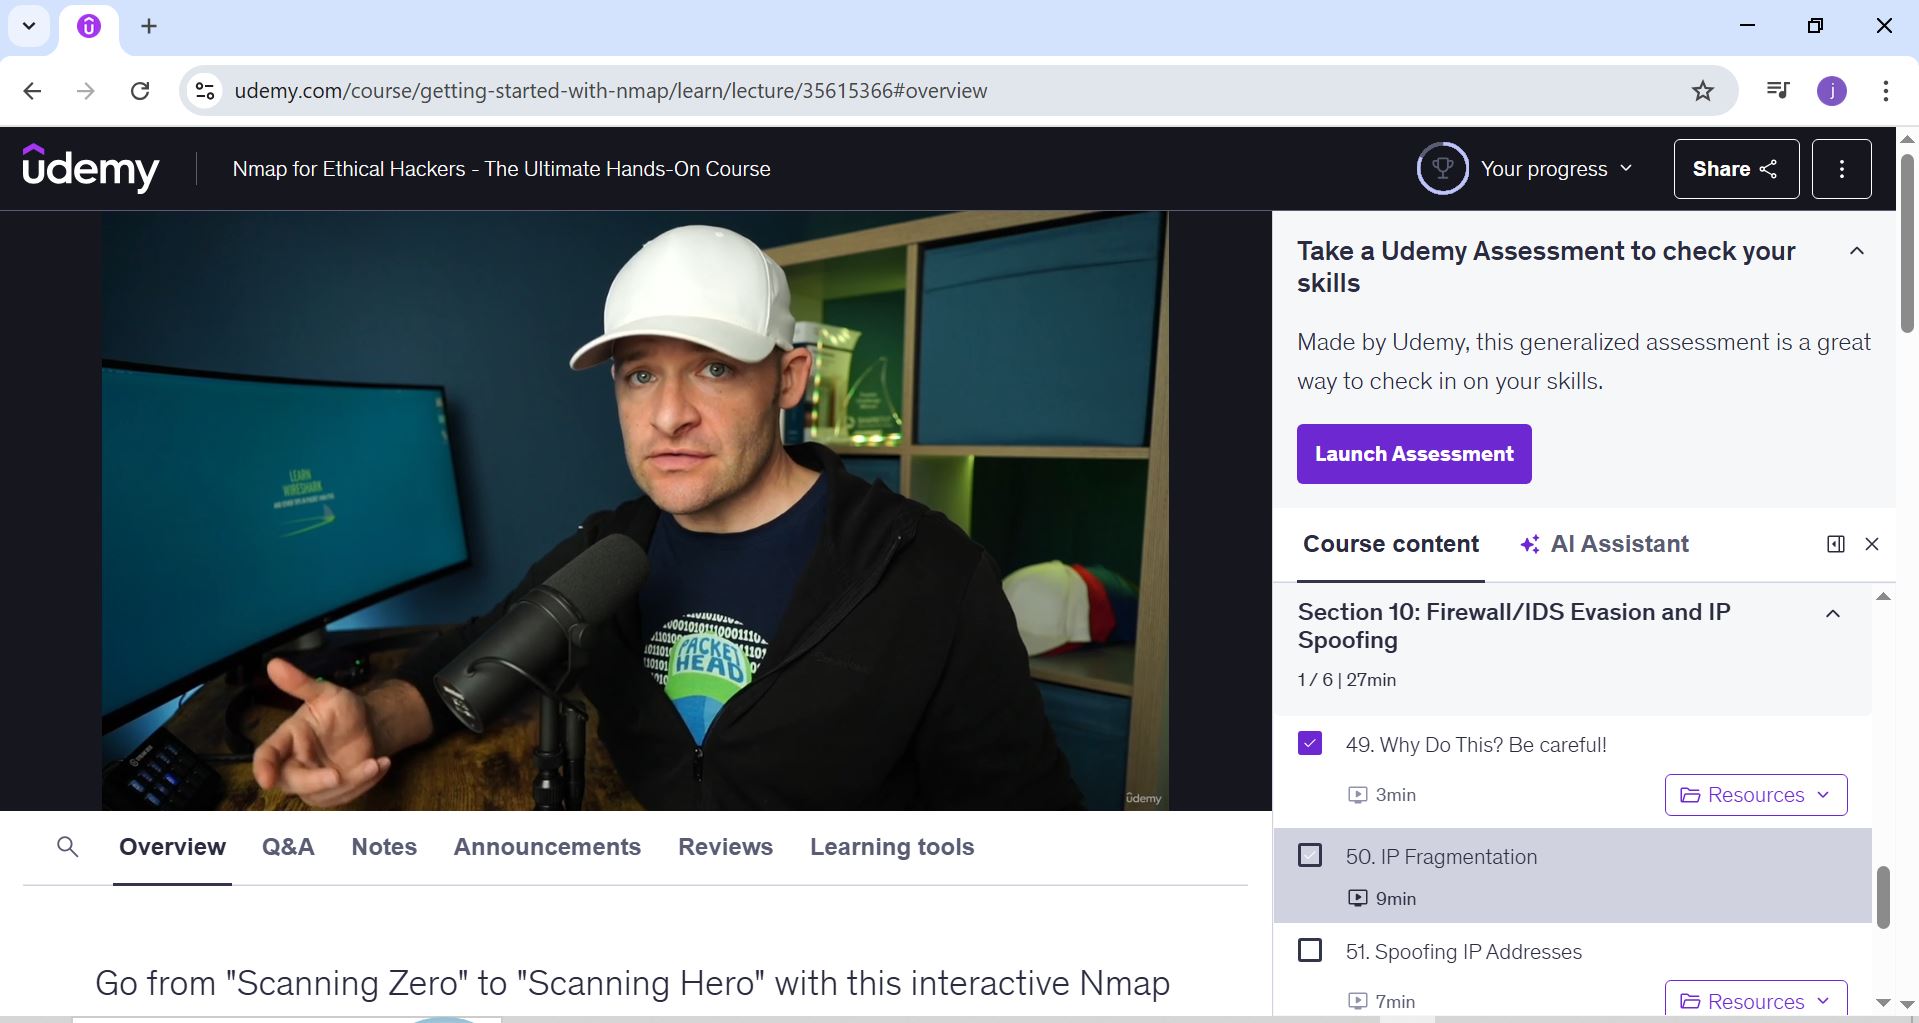 udemy.com/course/getting-started-with-nmap/learn/lecture/35615366#overview
j
udemy
Nmap for Ethical Hackers - The Ultimate Hands-On Course
Your progress
Share
LEARN
WIRESHARK
PACKET
HEAD
udemy
Overview
Q&A
Notes
Announcements
Reviews
Learning tools
Go from "Scanning Zero" to "Scanning Hero" with this interactive Nmap
Take a Udemy Assessment to check your
skills
Made by Udemy, this generalized assessment is a great
way to check in on your skills.
Launch Assessment
Course content
AI Assistant
Section 10: Firewall/IDS Evasion and IP
Spoofing
1 / 6 | 27min
49. Why Do This? Be careful!
3min
Resources
50. IP Fragmentation
9min
51. Spoofing IP Addresses
7min
Resources